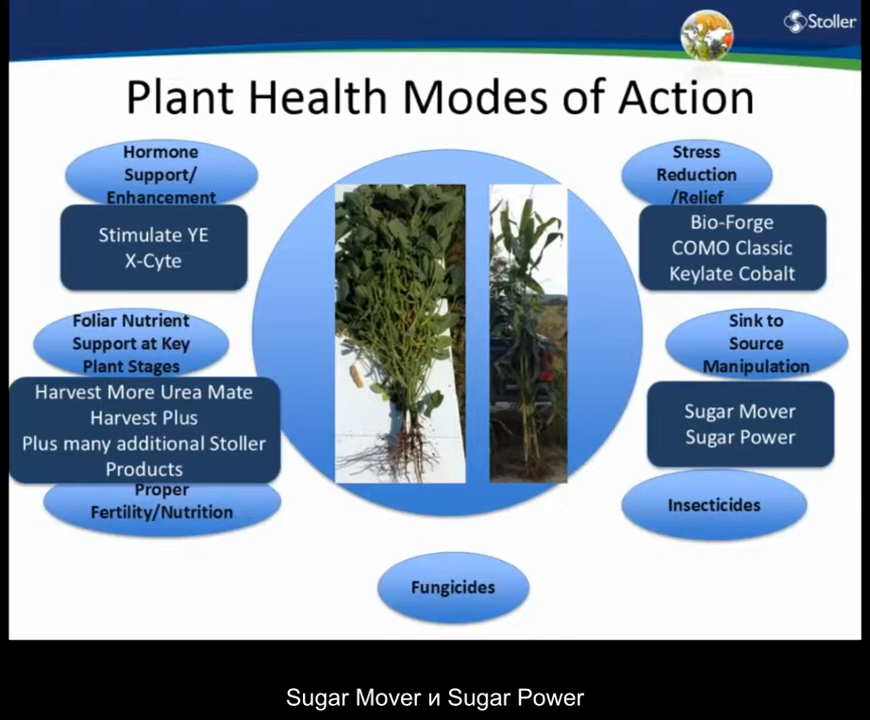 Stoller
Plant Health Modes of Action
Hormone
Support/
Enhancement
Stimulate YE
X-Cyte
Foliar Nutrient
Support at Key
Plant Stages
Harvest More Urea Mate
Harvest Plus
Plus many additional Stoller
Products
Proper
Fertility/Nutrition
Stress
Reduction
/Relief
Bio-Forge
COMO Classic
Keylate Cobalt
Sink to
Source
Manipulation
Sugar Mover
Sugar Power
Insecticides
Fungicides
Sugar Mover и Sugar Power